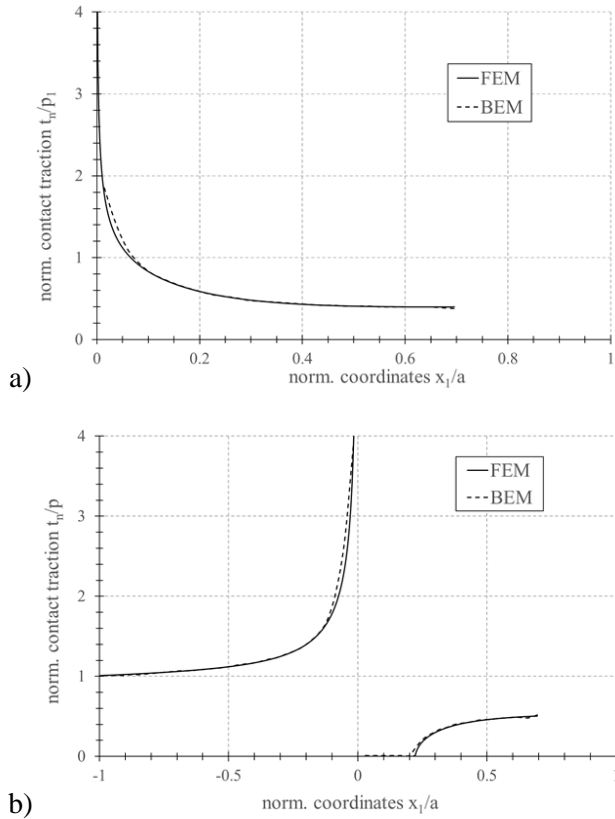 4
3
2
1
0
norm. contact traction tₙ/p₁
FEM
BEM
0
0.2
0.4
0.6
0.8
1
norm. coordinates x₁/a
a)
4
3
2
1
0
norm. contact traction tₙ/p
FEM
BEM
-1
-0.5
0
0.5
1
norm. coordinates x₁/a
b)